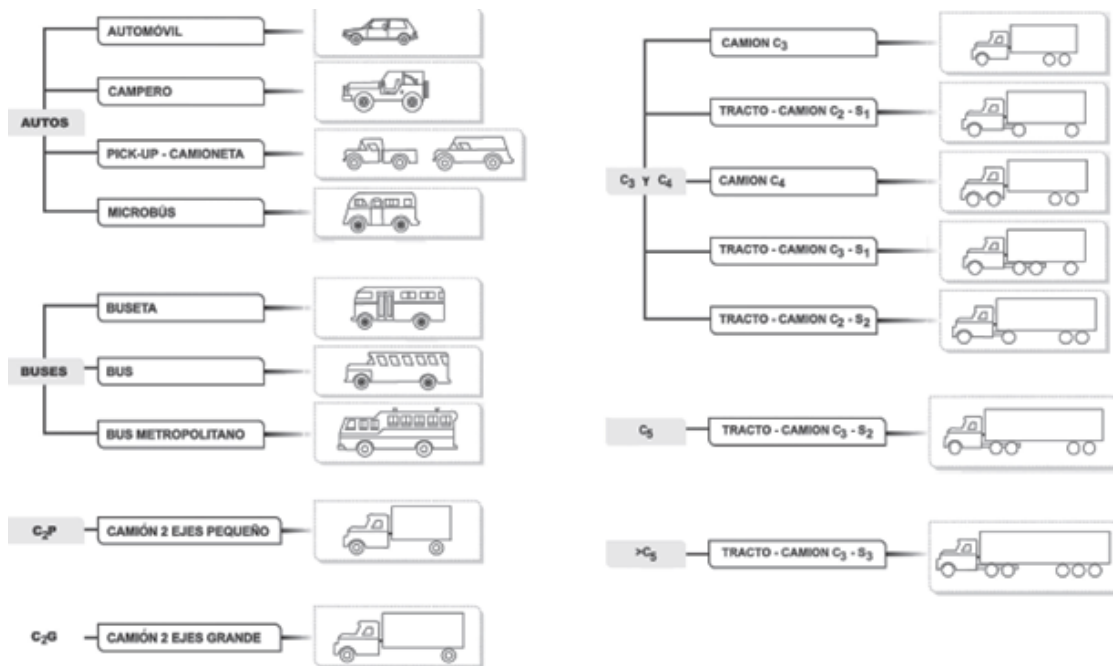 AUTOS
AUTOMÓVIL
CAMPERO
PICK-UP - CAMIONETA
MICROBÚS
BUSES
BUSETA
BUS
BUS METROPOLITANO
C₂P
CAMIÓN 2 EJES PEQUEÑO
C₂G
CAMIÓN 2 EJES GRANDE
C₃ Y C₄
CAMION C₃
TRACTO - CAMION C₂ - S₁
CAMION C₄
TRACTO - CAMION C₃ - S₁
TRACTO - CAMION C₂ - S₂
C₅
TRACTO - CAMION C₃ - S₂
>C₅
TRACTO - CAMION C₃ - S₃